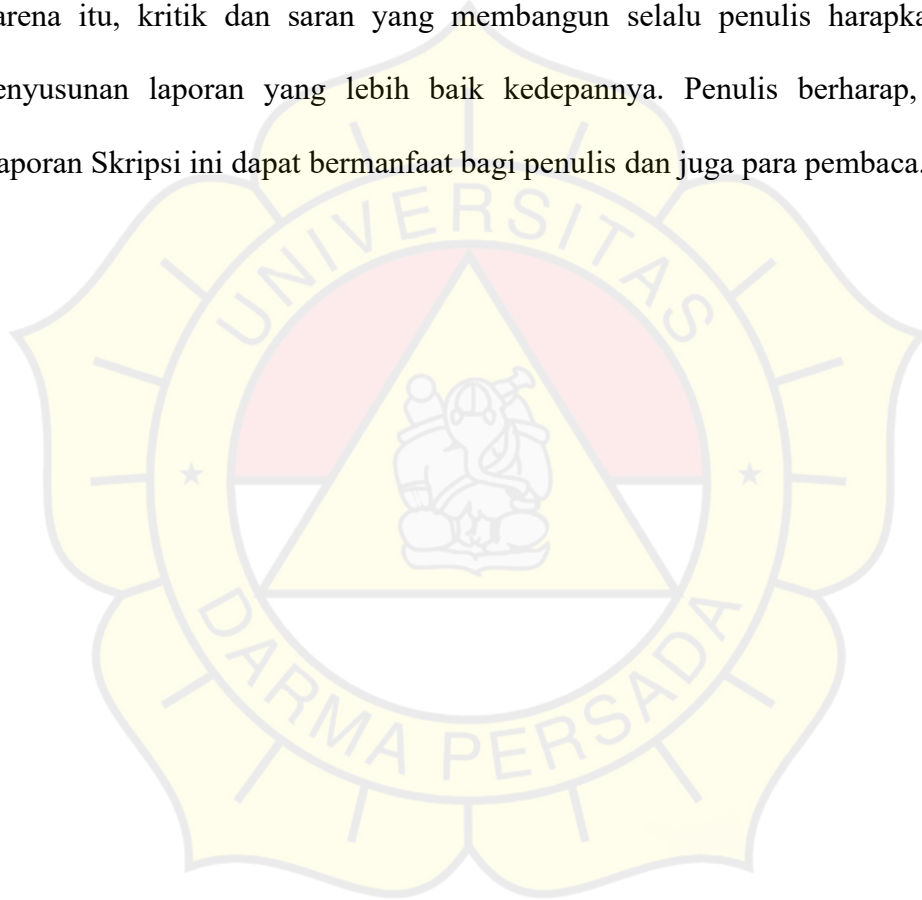 arena itu, kritik dan saran yang membangun selalu penulis harapka
enyusunan laporan yang lebih baik kedepannya. Penulis berharap,
aporan Skripsi ini dapat bermanfaat bagi penulis dan juga para pembaca.
UNIVERSITAS
DARMA PERSADA